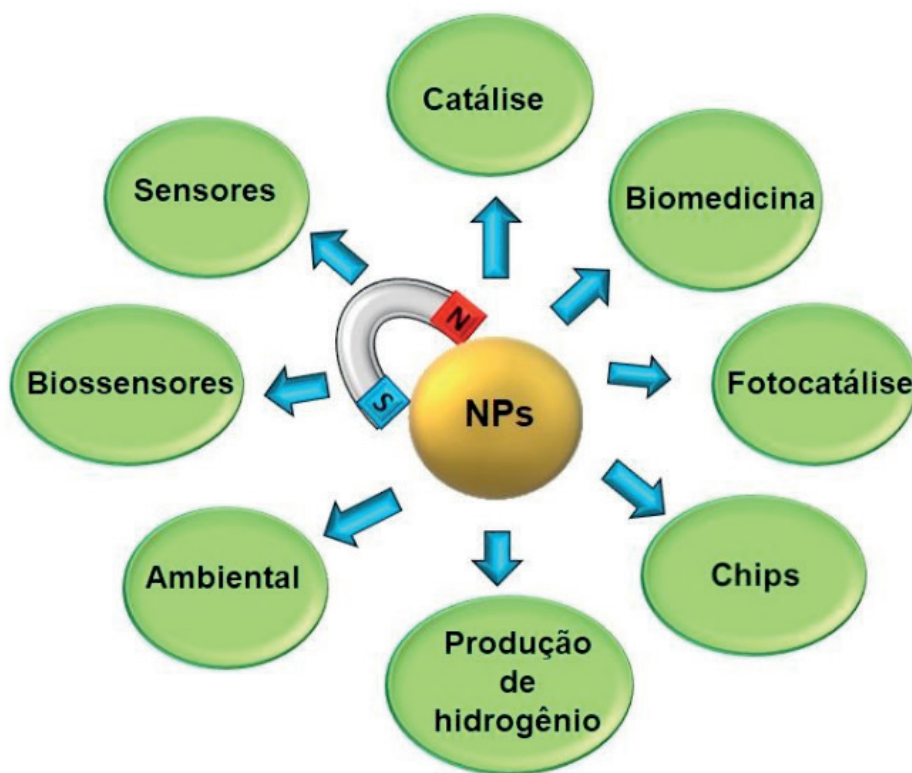 Catálise
Sensores
Biomedicina
N
Biossensores
S
NPs
Fotocatálise
Ambiental
Chips
Produção
de
hidrogênio